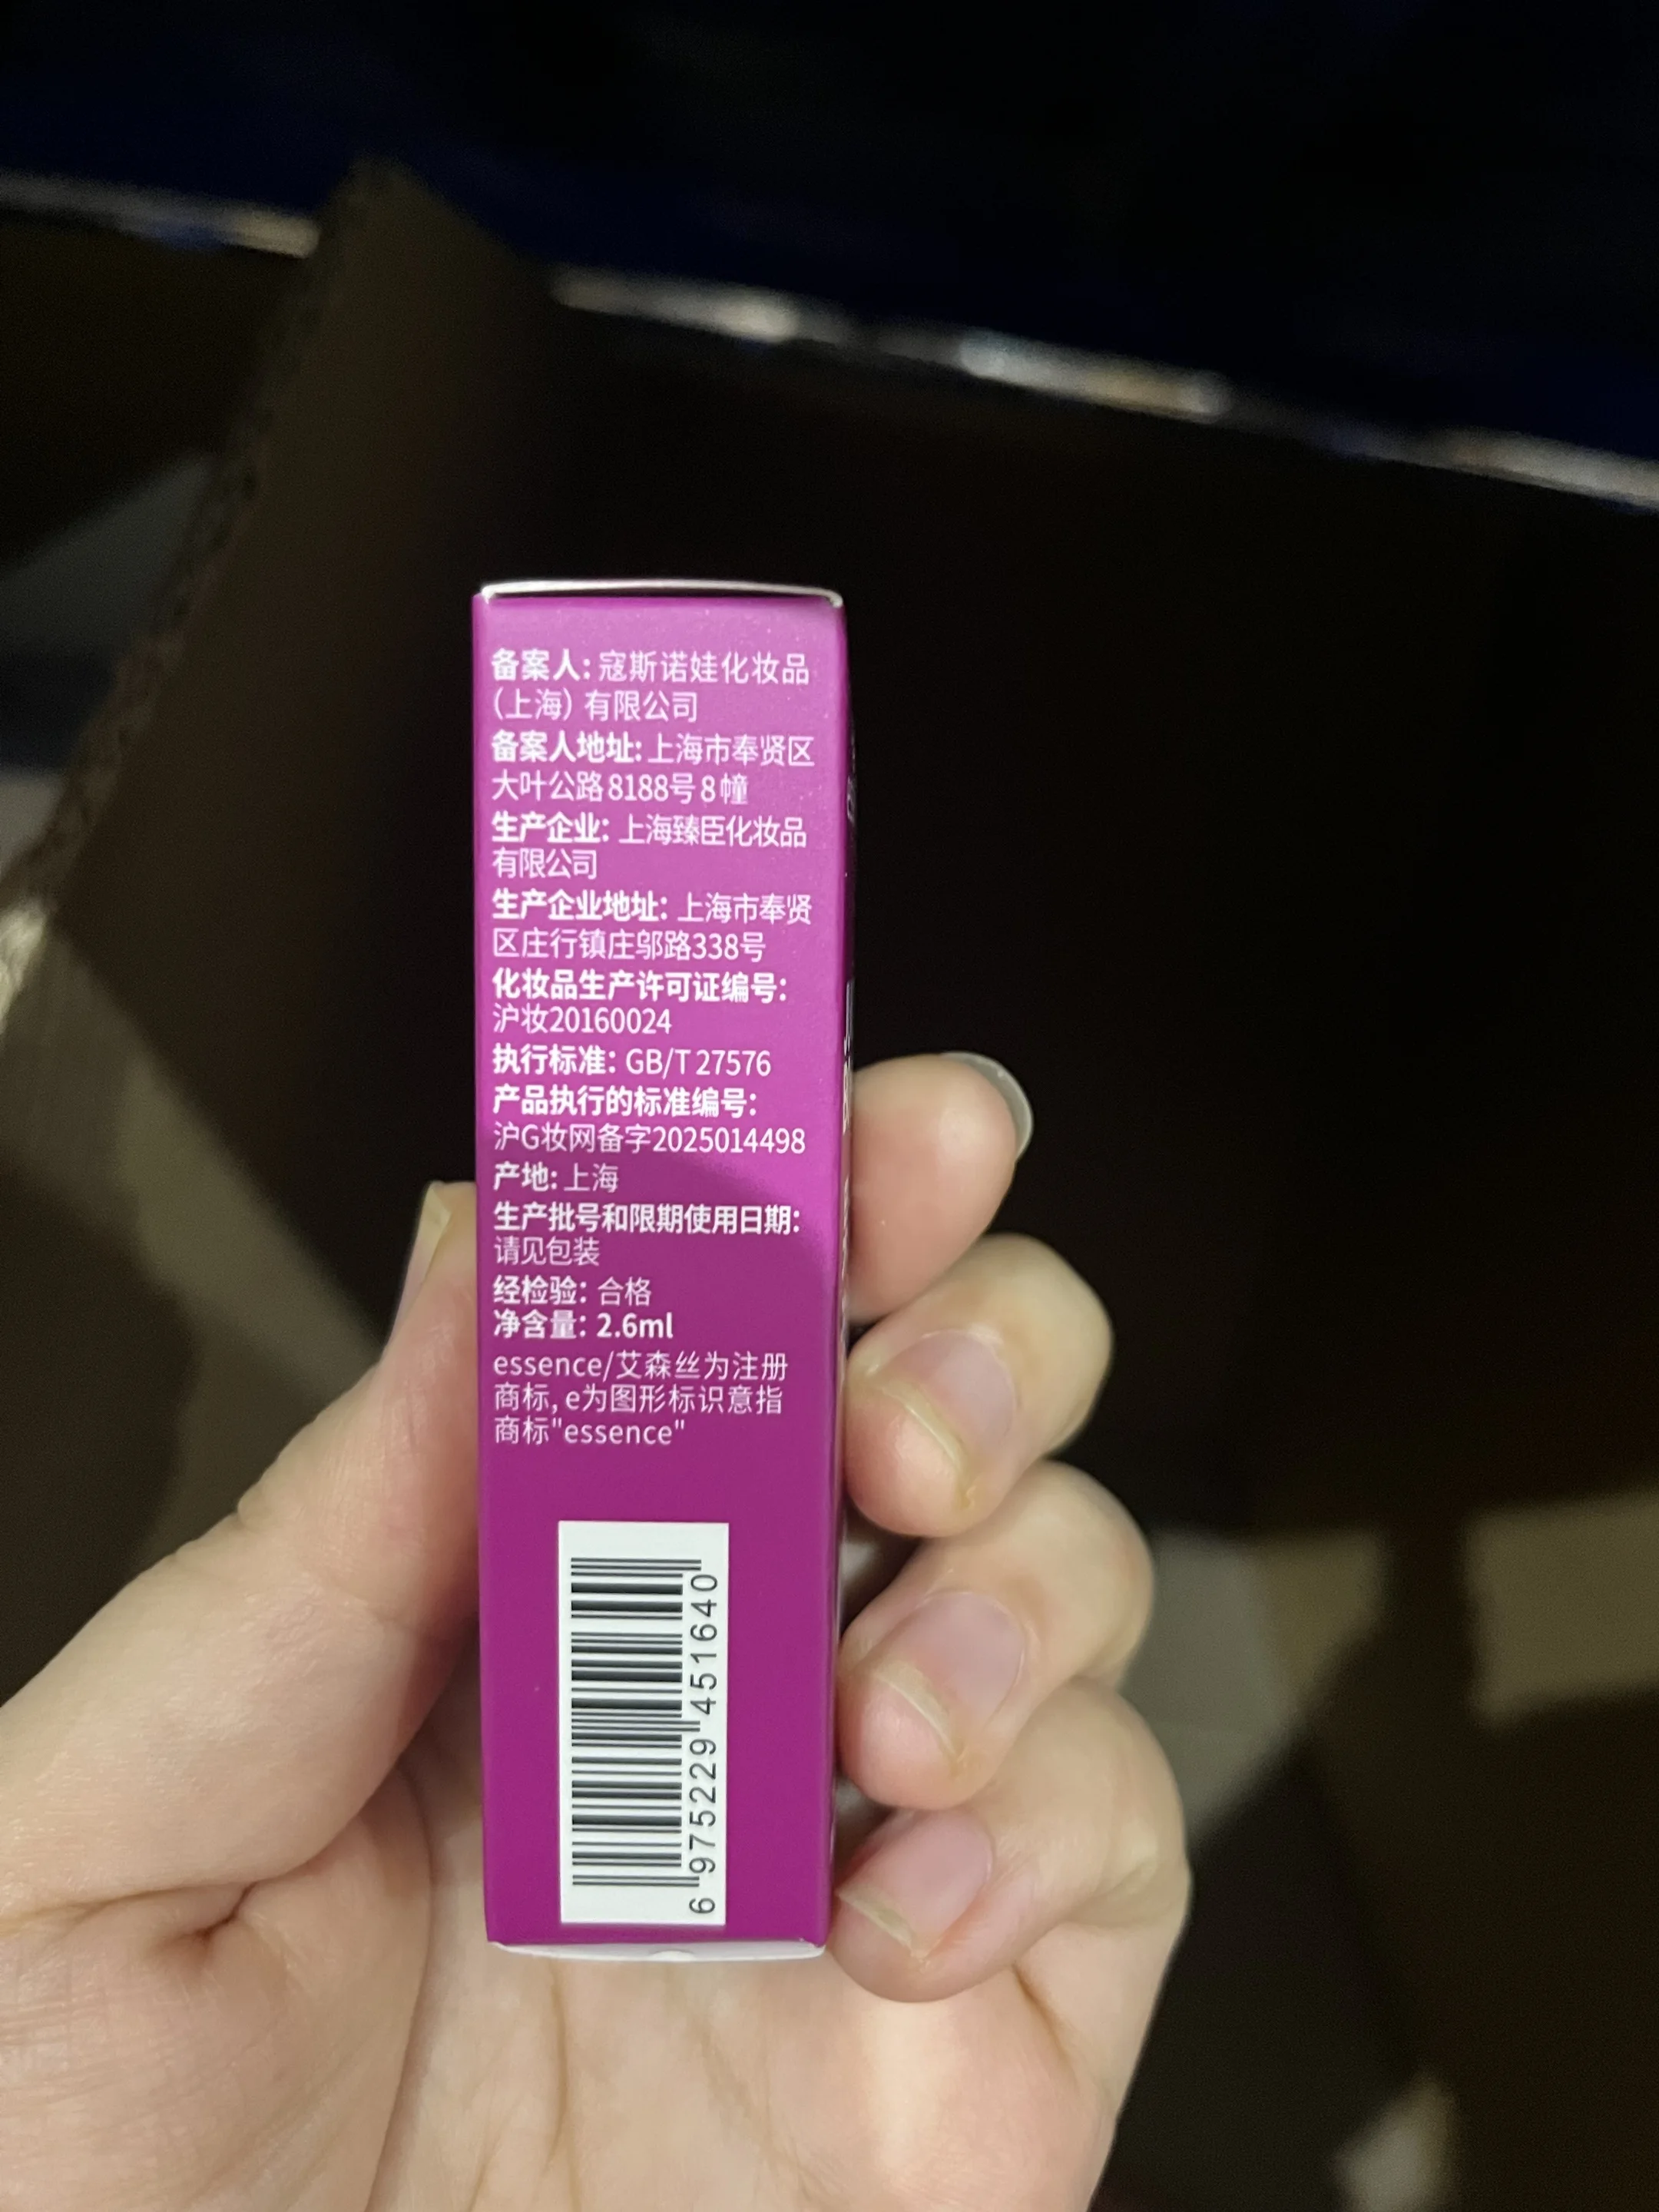 备案人: 寇斯诺娃化妆品
(上海) 有限公司
备案人地址: 上海市奉贤区
大叶公路8188号8幢
生产企业: 上海臻臣化妆品
有限公司
生产企业地址: 上海市奉贤
区庄行镇庄邬路338号
化妆品生产许可证编号:
沪妆20160024
执行标准: GB/T 27576
产品执行的标准编号:
沪G妆网备字2025014498
产地: 上海
生产批号和限期使用日期:
请见包装
经检验: 合格
净含量: 2.6ml
essence/艾森丝为注册
商标, e为图形标识意指
商标"essence"
6 975229 451640